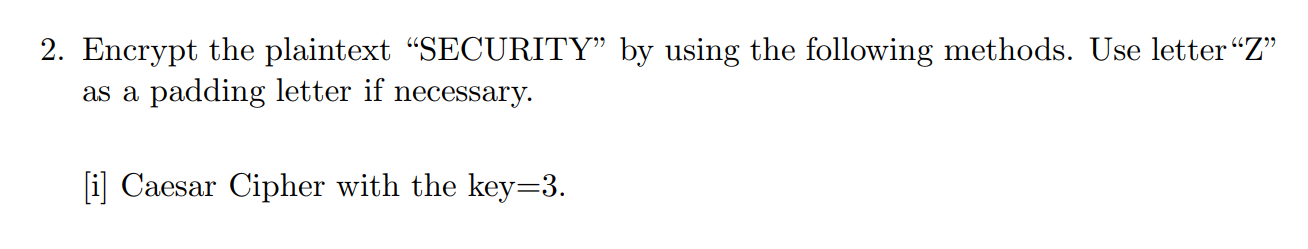 2. Encrypt the plaintext “SECURITY” by using the following methods. Use letter“Z”
as a padding letter if necessary.
[i] Caesar Cipher with the key=3.